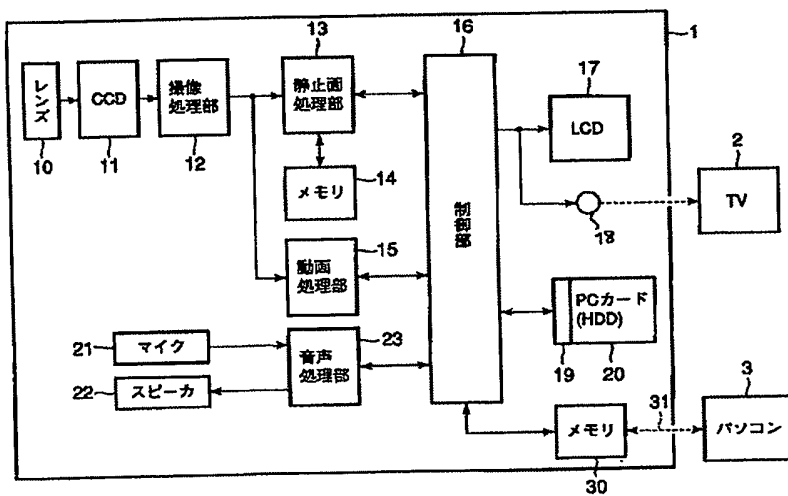 13
16
1
レンズ
CCD
撮像
処理部
静止画
処理部
17
LCD
10
11
12
メモリ
14
2
TV
18
制御部
15
動画
処理部
PCカード
(HDD)
21
マイク
23
音声
処理部
22
スピーカ
19
20
3
31
メモリ
パソコン
30